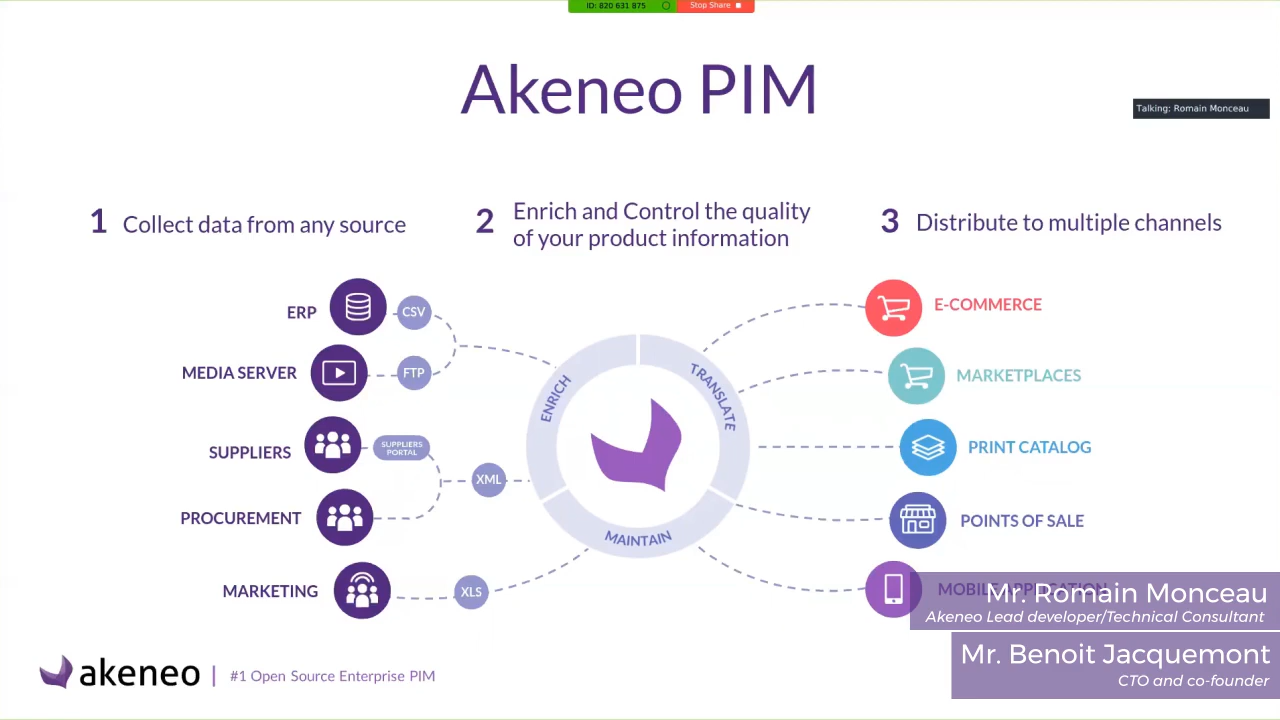 ID: 820 631 875
Stop Share
Akeneo PIM
Talking: Romain Monceau
1 Collect data from any source
2 Enrich and Control the quality
of your product information
3 Distribute to multiple channels
ERP
CSV
MEDIA SERVER
FTP
SUPPLIERS
SUPPLIERS
PORTAL
XML
PROCUREMENT
MARKETING
XLS
ENRICH
TRANSLATE
MAINTAIN
E-COMMERCE
MARKETPLACES
PRINT CATALOG
POINTS OF SALE
MOBILE APPLICATION
Mr. Romain Monceau
Akeneo Lead developer/Technical Consultant
Mr. Benoit Jacquemont
CTO and co-founder
akeneo
#1 Open Source Enterprise PIM